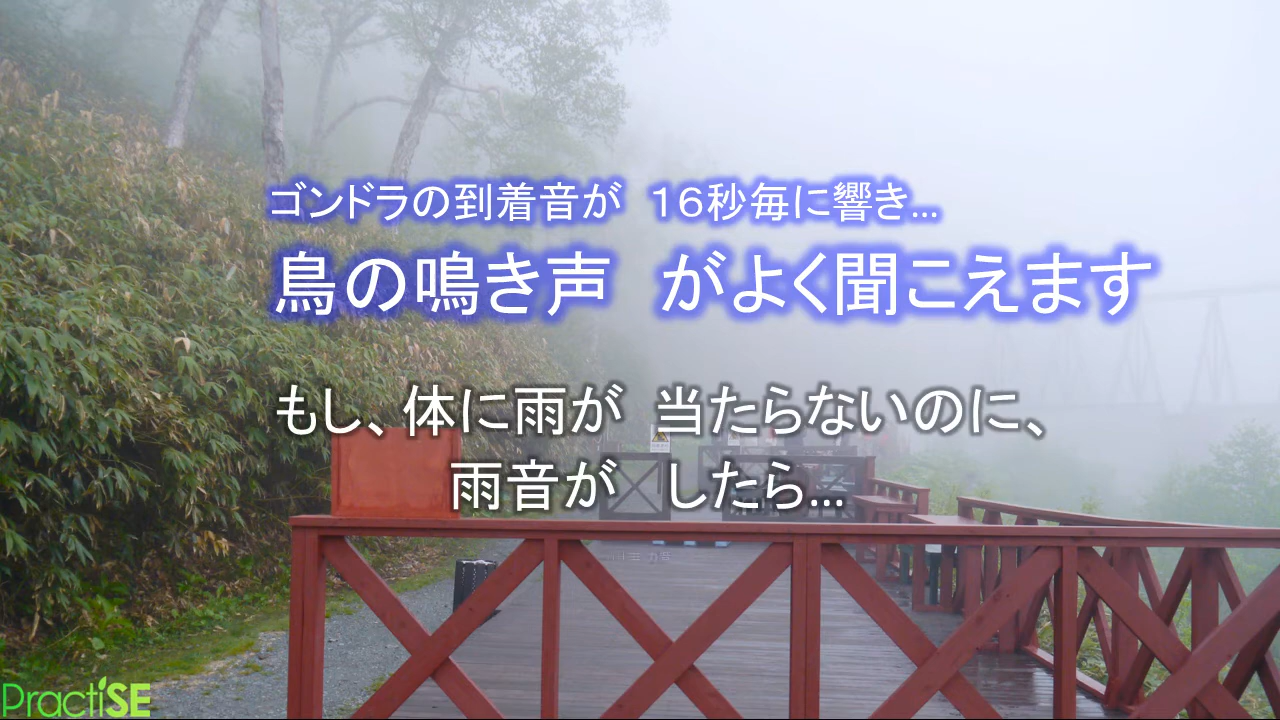 ゴンドラの到着音が　１６秒毎に響き...
鳥の鳴き声　がよく聞こえます
もし、体に雨が　当たらないのに、
雨音が　したら...
PractiSE